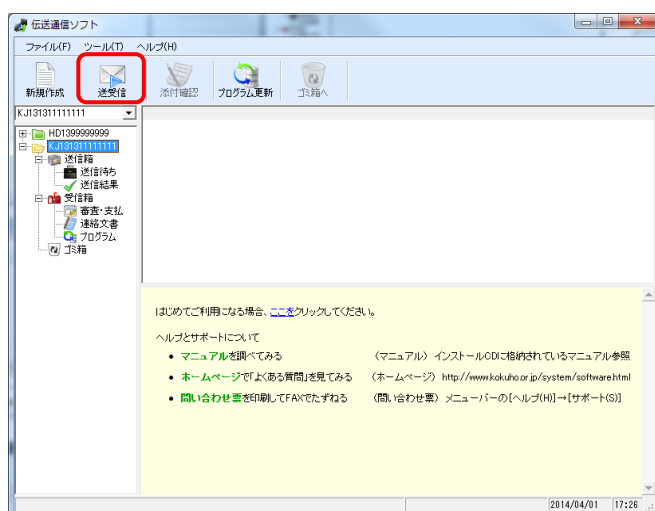 伝送通信ソフト
ファイル(F) ツール(T) ヘルプ(H)
新規作成 送受信 添付確認 プログラム更新 ゴミ箱へ
KJ131311111111
HD1399999999
KJ131311111111
送信箱
送信待ち
送信結果
受信箱
審査・支払
連絡文書
プログラム
ゴミ箱
はじめてご利用になる場合、ここをクリックしてください。
ヘルプとサポートについて
• マニュアルを調べてみる (マニュアル) インストールCDに格納されているマニュアル参照
• ホームページで「よくある質問」を見てみる (ホームページ) http://www.kokuho.or.jp/system/software.html
• 問い合わせ票を印刷してFAXでたずねる (問い合わせ票) メニューバーの[ヘルプ(H)]→[サポート(S)]
2014/04/01 17:26